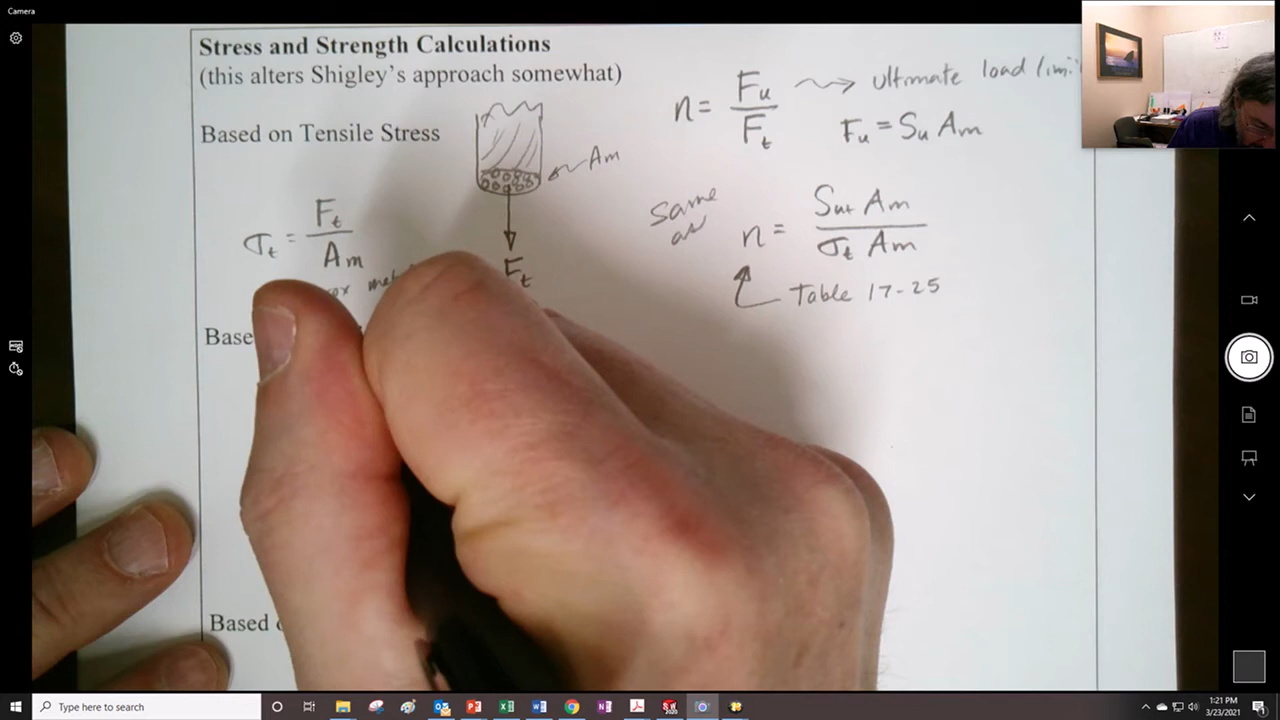 Camera
Stress and Strength Calculations
(this alters Shigley's approach somewhat)
Based on Tensile Stress
Am
σt = Ft / Am
Ft
n = Fu / Ft → ultimate load
Fu = Su Am
same as n = Sut Am / σt Am
Table 17-25
Based
Type here to search
1:21 PM
3/23/2021